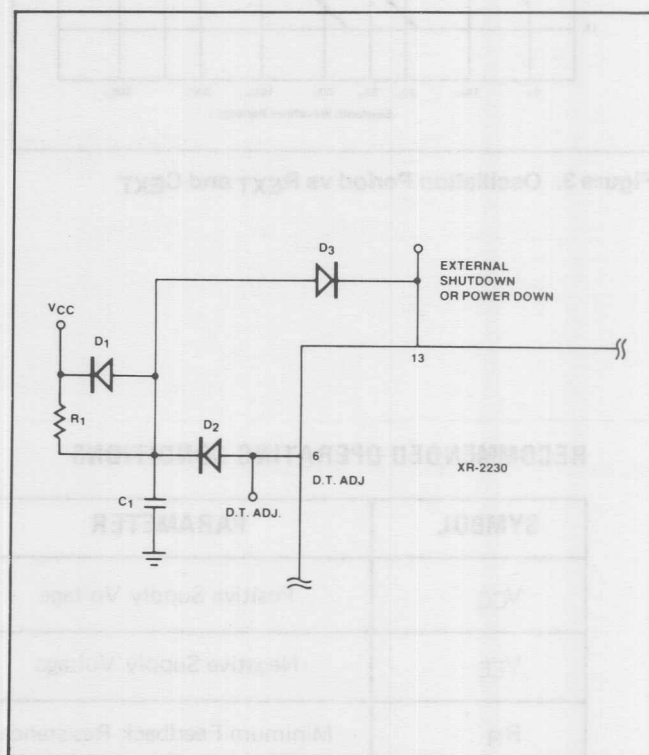 Figure 3. Oscillation Period vs REXT and CEXT
D3
EXTERNAL
SHUTDOWN
OR POWER DOWN
VCC
D1
13
R1
D2
6
D.T. ADJ
XR-2230
C1
D.T. ADJ.
RECOMMENDED OPERATING CONDITIONS
SYMBOL
PARAMETER
VCC
Positive Supply Voltage
VEE
Negative Supply Voltage
Minimum Feedback Resistance